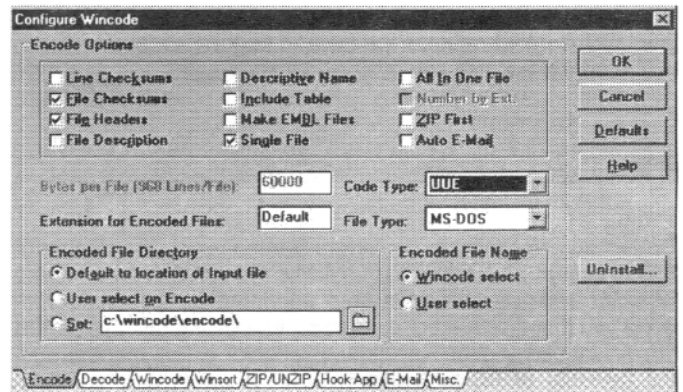 Configure Wincode
Encode Options
Line Checksums
Descriptive Name
All In One File
File Checksums
Include Table
Number by Ext.
File Headers
Make EMBL Files
ZIP First
File Description
Single File
Auto E-Mail
OK
Cancel
Defaults
Help
Bytes per File (968 Lines/File):
60000
Code Type:
UUE
Extension for Encoded Files:
Default
File Type:
MS-DOS
Encoded File Directory
Default to location of Input file
User select on Encode
Set:
c:\wincode\encode\
Encoded File Name
Wincode select
User select
Uninstall...
Encode
Decode
Wincode
Winsort
ZIP/UNZIP
Hook App
E-Mail
Misc.